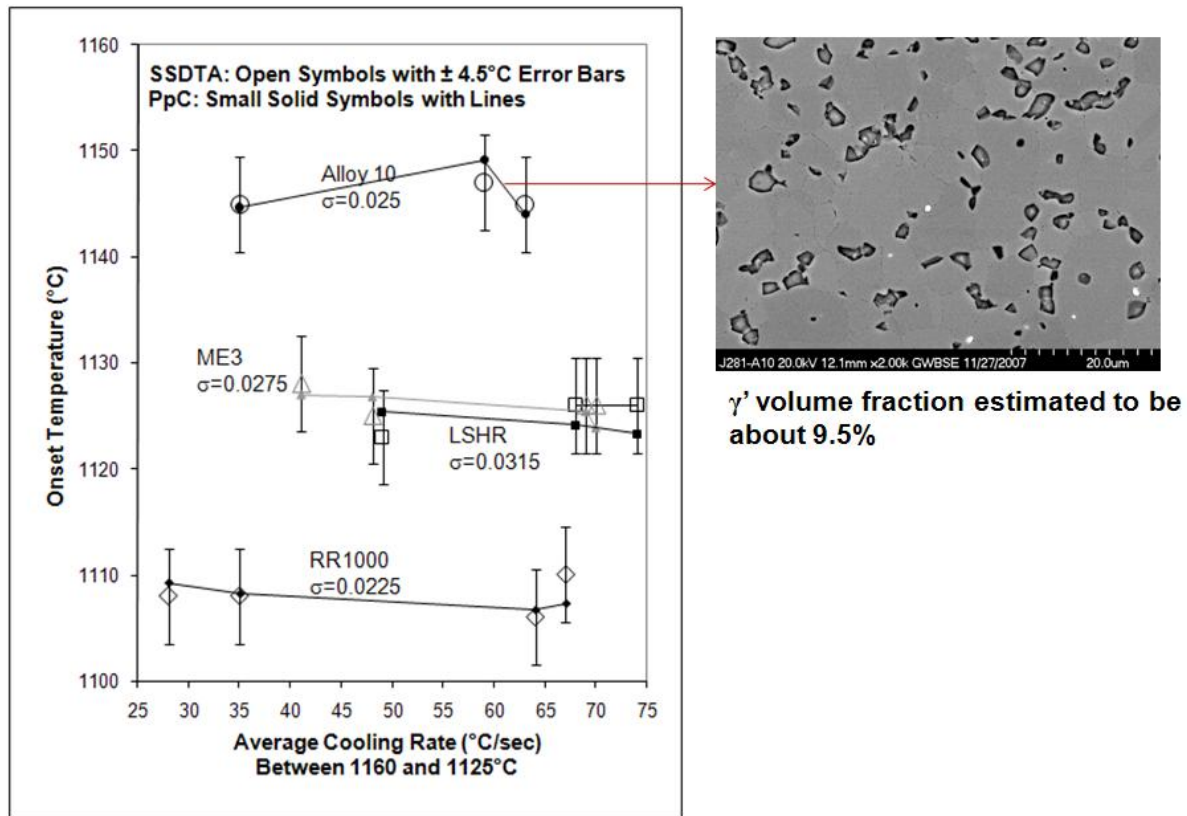 1160
1150
1140
1130
1120
1110
1100
Onset Temperature (°C)
SSDTA: Open Symbols with ± 4.5°C Error Bars
PpC: Small Solid Symbols with Lines
Alloy 10
σ=0.025
ME3
σ=0.0275
LSHR
σ=0.0315
RR1000
σ=0.0225
25 30 35 40 45 50 55 60 65 70 75
Average Cooling Rate (°C/sec)
Between 1160 and 1125°C
J281-A10 20.0kV 12.1mm x2.00k GWBSE 11/27/2007 20.0um
γ’ volume fraction estimated to be
about 9.5%